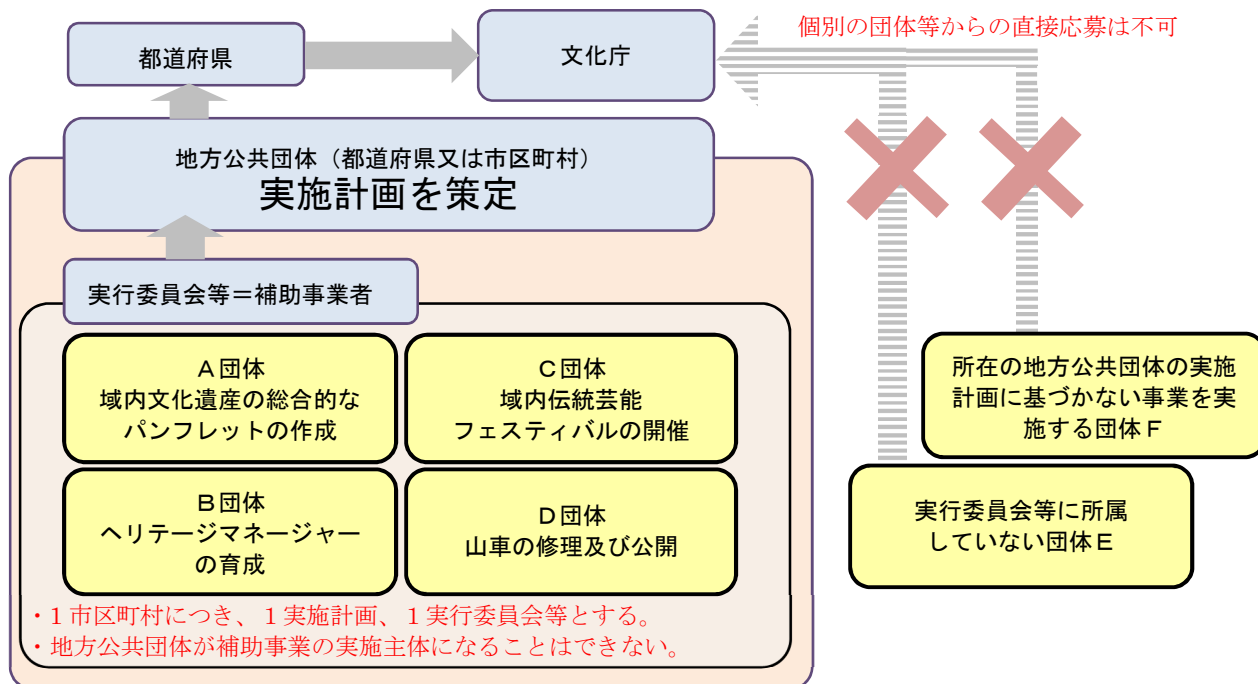 個別の団体等からの直接応募は不可
都道府県
文化庁
地方公共団体（都道府県又は市区町村）
実施計画を策定
実行委員会等＝補助事業者
Ａ団体
域内文化遺産の総合的な
パンフレットの作成
Ｃ団体
域内伝統芸能
フェスティバルの開催
Ｂ団体
ヘリテージマネージャー
の育成
Ｄ団体
山車の修理及び公開
所在の地方公共団体の実施
計画に基づかない事業を実
施する団体Ｆ
実行委員会等に所属
していない団体Ｅ
・１市区町村につき、１実施計画、１実行委員会等とする。
・地方公共団体が補助事業の実施主体になることはできない。